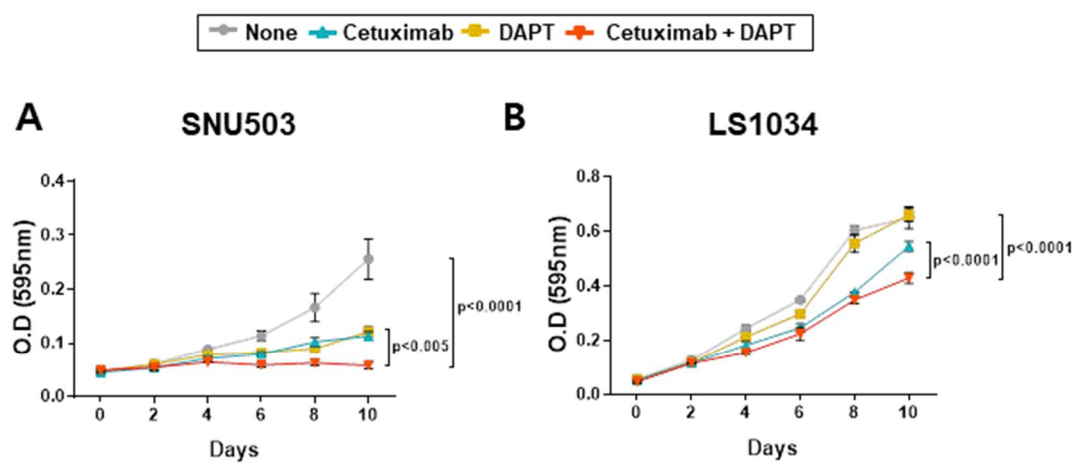 None Cetuximab DAPT Cetuximab + DAPT
A SNU503
B LS1034
O.D (595nm)
0.4
0.3
0.2
0.1
0.0
0 2 4 6 8 10
Days
p<0.005
p<0.0001
O.D (595nm)
0.8
0.6
0.4
0.2
0.0
0 2 4 6 8 10
Days
p<0.0001
p<0.0001